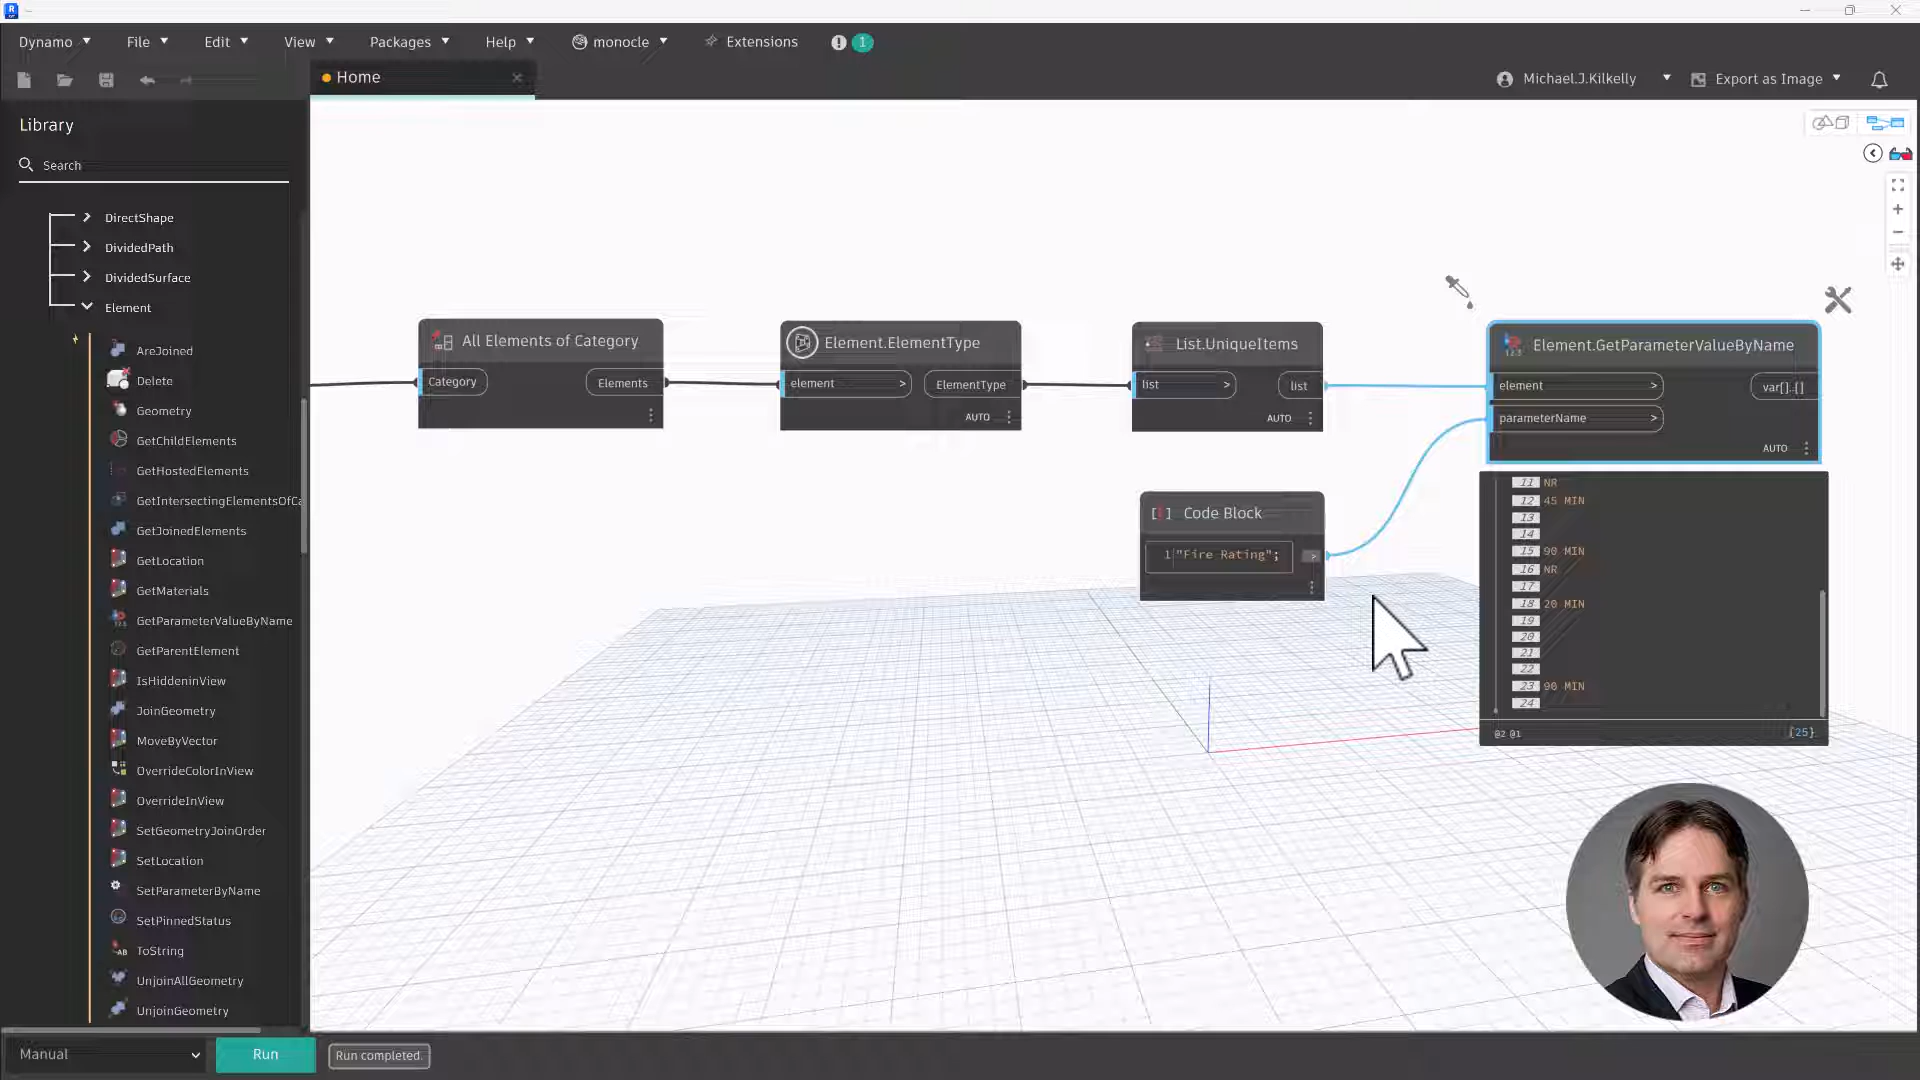 Dynamo File Edit View Packages Help monocle Extensions 1
Home
Michael.J.Kilkelly Export as Image
Library
Search
DirectShape
DividedPath
DividedSurface
Element
AreJoined
Delete
Geometry
GetChildElements
GetHostedElements
GetIntersectingElementsOfCa
GetJoinedElements
GetLocation
GetMaterials
GetParameterValueByName
GetParentElement
IsHiddeninView
JoinGeometry
MoveByVector
OverrideColorInView
OverrideInView
SetGeometryJoinOrder
SetLocation
SetParameterByName
SetPinnedStatus
ToString
UnjoinAllGeometry
UnjoinGeometry
All Elements of Category
Category Elements
Element.ElementType
element > ElementType
AUTO
List.UniqueItems
list > list
AUTO
Element.GetParameterValueByName
element > var[]..[]
parameterName >
AUTO
Code Block
1 "Fire Rating"; >
11 NR
12 45 MIN
13
14
15 90 MIN
16 NR
17
18 20 MIN
19
20
21
22
23 90 MIN
24
@2 @1 {25}
Manual Run Run completed.